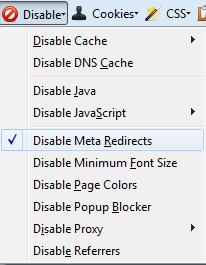 Disable Cookies CSS
Disable Cache
Disable DNS Cache
Disable Java
Disable JavaScript
Disable Meta Redirects
Disable Minimum Font Size
Disable Page Colors
Disable Popup Blocker
Disable Proxy
Disable Referrers